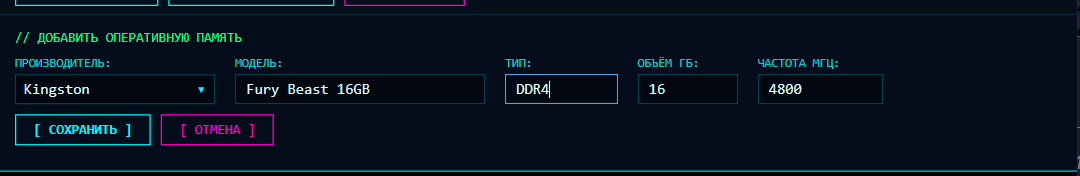 // ДОБАВИТЬ ОПЕРАТИВНУЮ ПАМЯТЬ
ПРОИЗВОДИТЕЛЬ: МОДЕЛЬ: ТИП: ОБЪЁМ ГБ: ЧАСТОТА МГЦ:
Kingston ▼ Fury Beast 16GB DDR4 16 4800
[ СОХРАНИТЬ ] [ ОТМЕНА ]